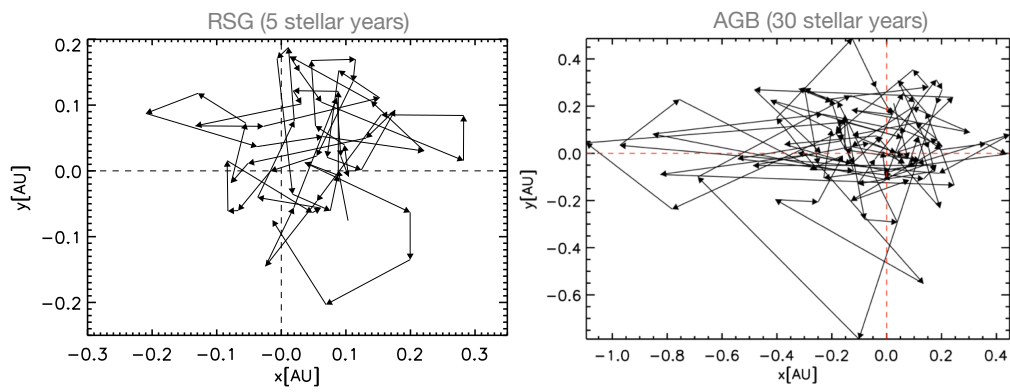 RSG (5 stellar years)
0.2
0.1
0.0
−0.1
−0.2
y[AU]
−0.3 −0.2 −0.1 −0.0 0.1 0.2 0.3
x[AU]
AGB (30 stellar years)
0.4
0.2
0.0
−0.2
−0.4
−0.6
y[AU]
−1.0 −0.8 −0.6 −0.4 −0.2 0.0 0.2 0.4
x[AU]